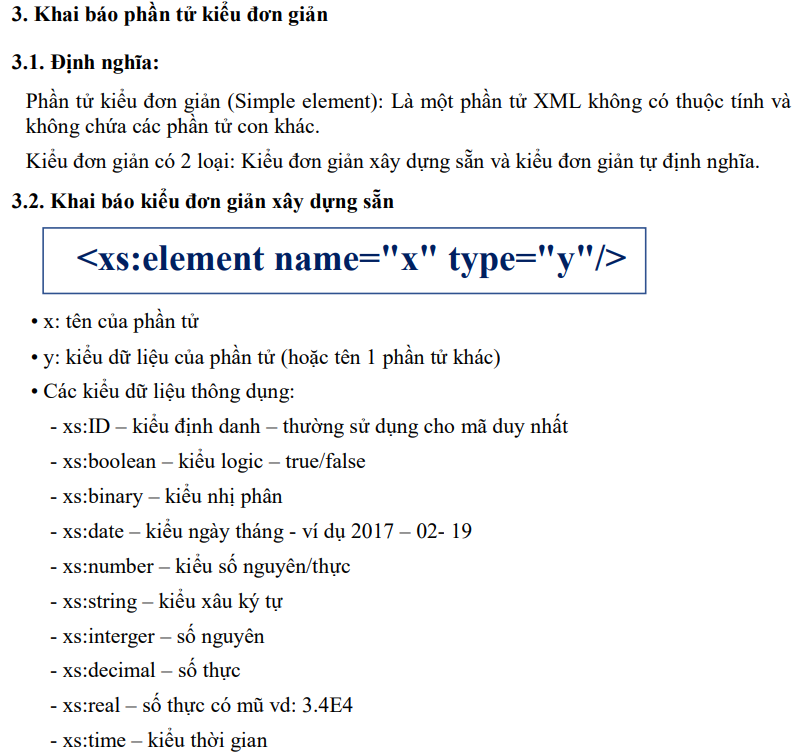 3. Khai báo phần tử kiểu đơn giản
3.1. Định nghĩa:
Phần tử kiểu đơn giản (Simple element): Là một phần tử XML không có thuộc tính và
không chứa các phần tử con khác.
Kiểu đơn giản có 2 loại: Kiểu đơn giản xây dựng sẵn và kiểu đơn giản tự định nghĩa.
3.2. Khai báo kiểu đơn giản xây dựng sẵn
<xs:element name="x" type="y"/>
• x: tên của phần tử
• y: kiểu dữ liệu của phần tử (hoặc tên 1 phần tử khác)
• Các kiểu dữ liệu thông dụng:
- xs:ID – kiểu định danh – thường sử dụng cho mã duy nhất
- xs:boolean – kiểu logic – true/false
- xs:binary – kiểu nhị phân
- xs:date – kiểu ngày tháng - ví dụ 2017 – 02- 19
- xs:number – kiểu số nguyên/thực
- xs:string – kiểu xâu ký tự
- xs:interger – số nguyên
- xs:decimal – số thực
- xs:real – số thực có mũ vd: 3.4E4
- xs:time – kiểu thời gian